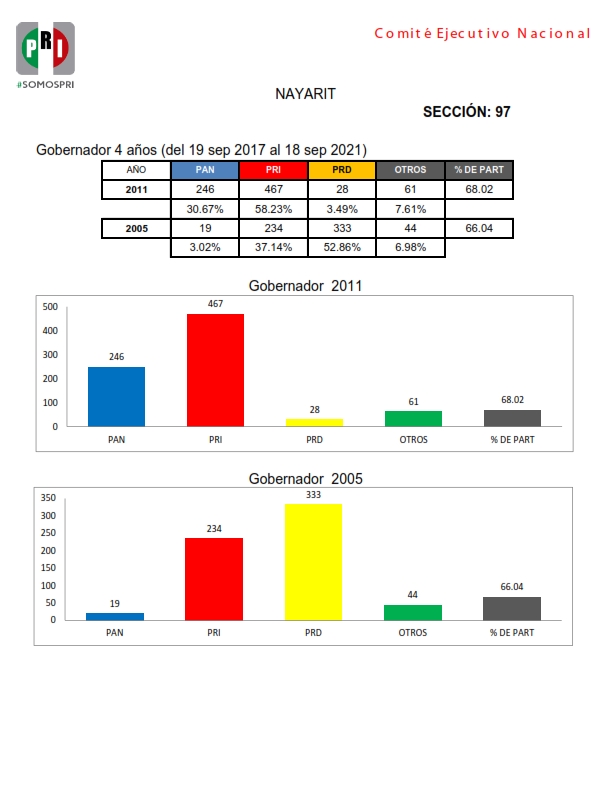 Comité Ejecutivo Nacional
PRI
#SOMOSPRI
NAYARIT
SECCIÓN: 97
Gobernador 4 años (del 19 sep 2017 al 18 sep 2021)
AÑO PAN PRI PRD OTROS % DE PART
2011 246 467 28 61 68.02
30.67% 58.23% 3.49% 7.61%
2005 19 234 333 44 66.04
3.02% 37.14% 52.86% 6.98%
Gobernador 2011
500
400
300
200
100
0
246
467
28
61
68.02
PAN PRI PRD OTROS % DE PART
Gobernador 2005
350
300
250
200
150
100
50
0
19
234
333
44
66.04
PAN PRI PRD OTROS % DE PART